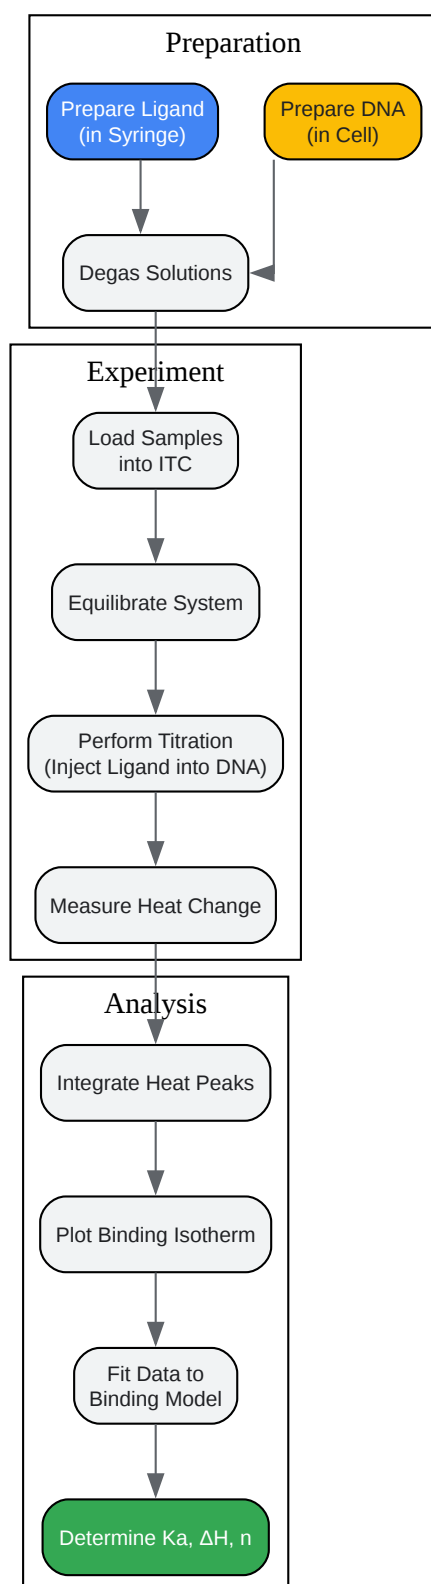 Preparation
Prepare Ligand
(in Syringe)
Prepare DNA
(in Cell)
Degas Solutions
Experiment
Load Samples
into ITC
Equilibrate System
Perform Titration
(Inject Ligand into DNA)
Measure Heat Change
Analysis
Integrate Heat Peaks
Plot Binding Isotherm
Fit Data to
Binding Model
Determine Ka, ΔH, n